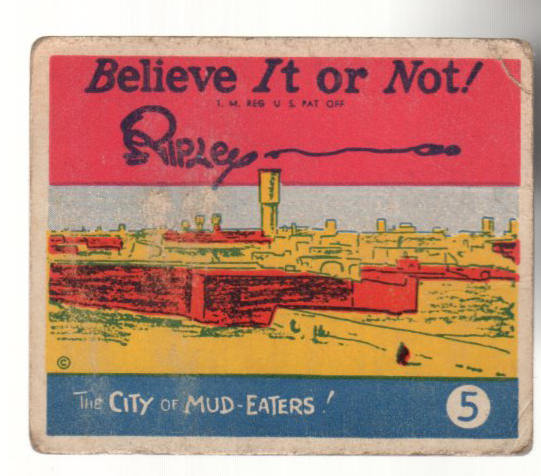 Believe It or Not!
T. M. REG U S. PAT OFF
Ripley
©
THE CITY OF MUD-EATERS!
5